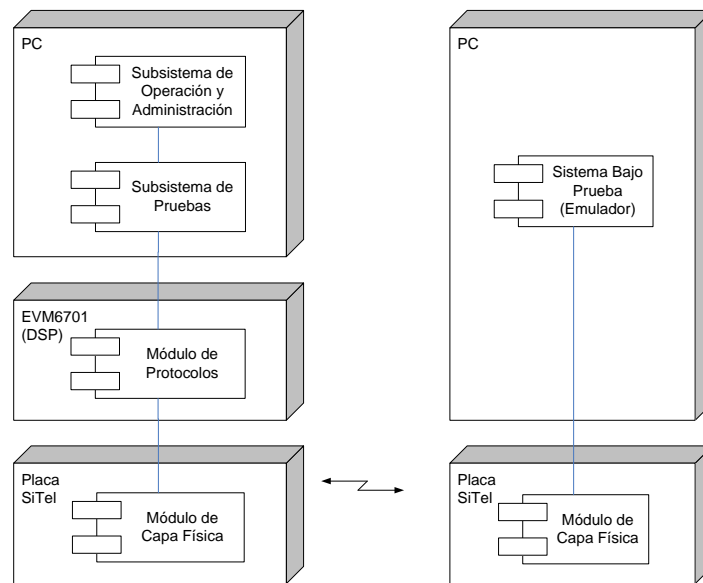 PC
Subsistema de
Operación y
Administración
Subsistema de
Pruebas
EVM6701
(DSP)
Módulo de
Protocolos
Placa
SiTel
Módulo de
Capa Física
PC
Sistema Bajo
Prueba
(Emulador)
Placa
SiTel
Módulo de
Capa Física